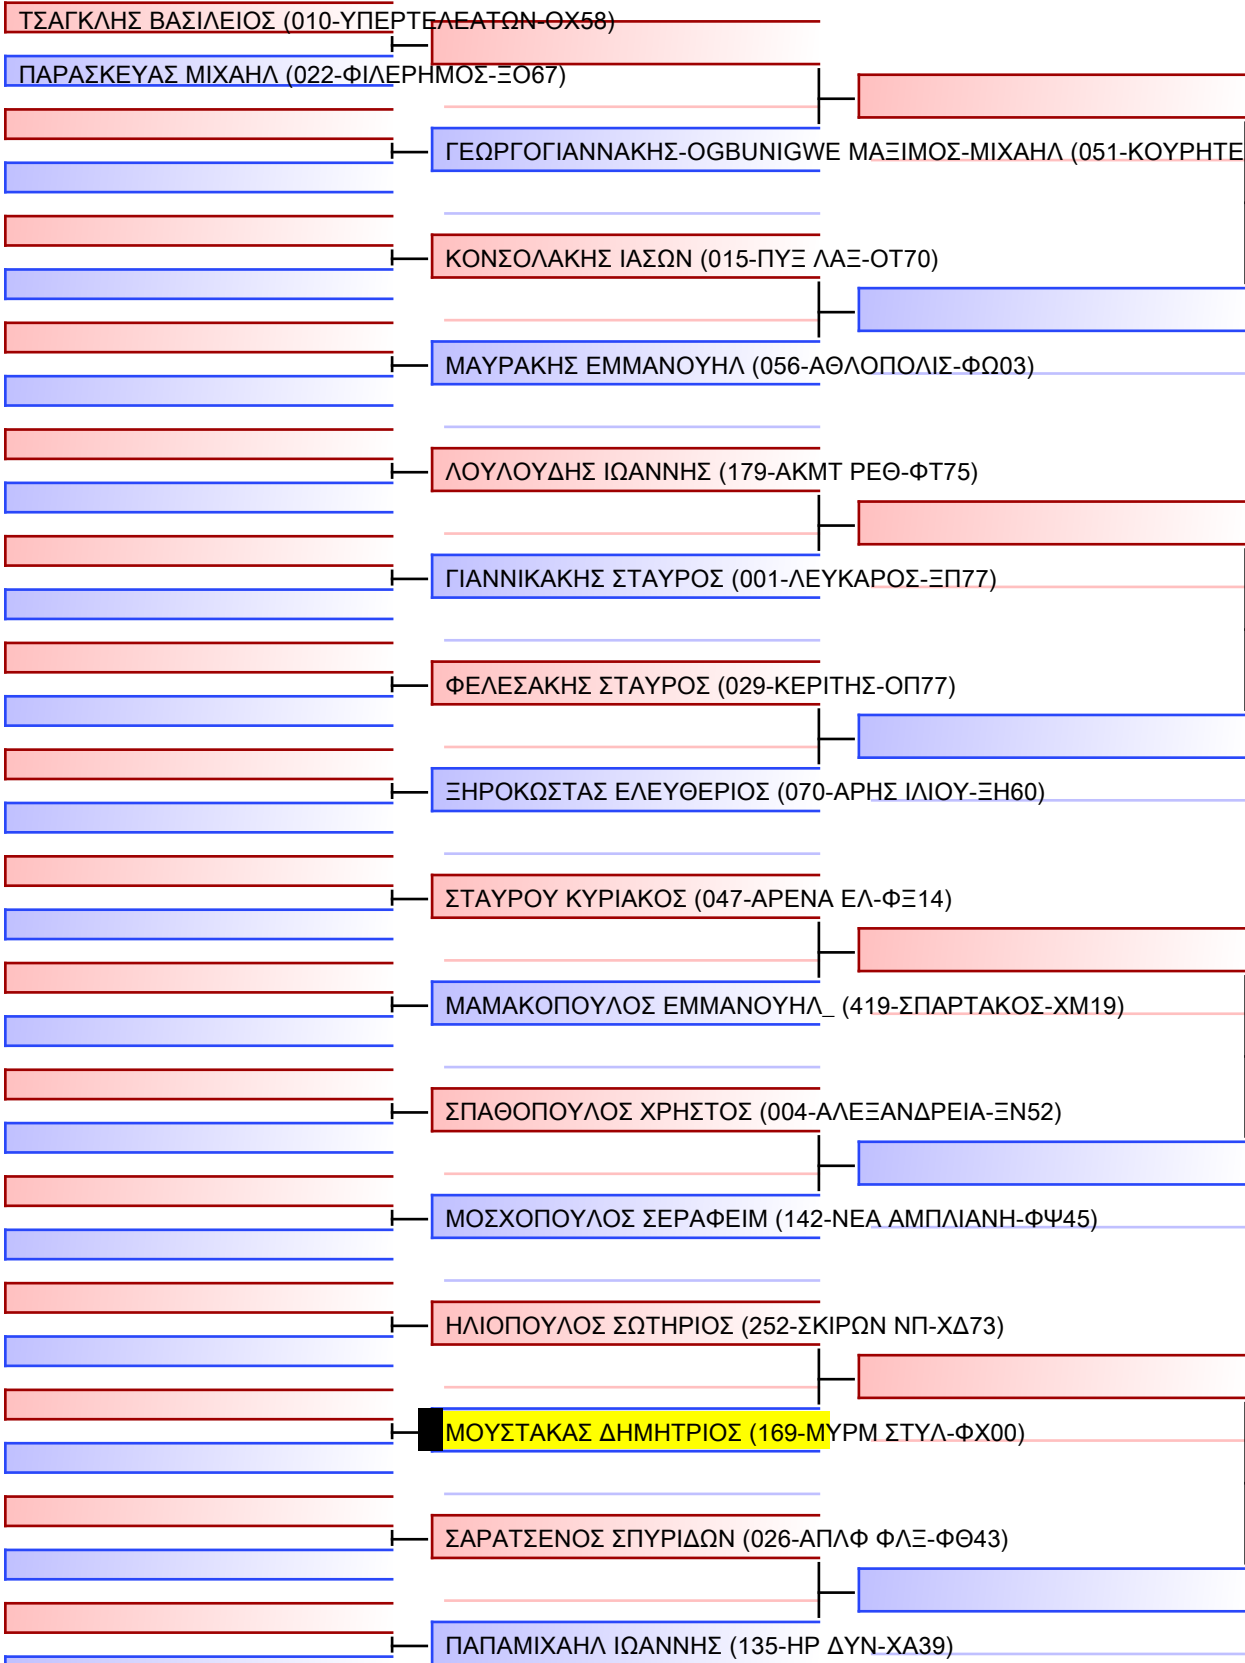 ΤΣΑΓΚΛΗΣ ΒΑΣΙΛΕΙΟΣ (010-ΥΠΕΡΤΕΛΕΑΤΩΝ-ΟΧ58)
ΠΑΡΑΣΚΕΥΑΣ ΜΙΧΑΗΛ (022-ΦΙΛΕΡΗΜΟΣ-ΞΟ67)
ΓΕΩΡΓΟΓΙΑΝΝΑΚΗΣ-OGBUNIGWE ΜΑΞΙΜΟΣ-ΜΙΧΑΗΛ (051-ΚΟΥΡΗΤΕ
ΚΟΝΣΟΛΑΚΗΣ ΙΑΣΩΝ (015-ΠΥΞ ΛΑΞ-ΟΤ70)
ΜΑΥΡΑΚΗΣ ΕΜΜΑΝΟΥΗΛ (056-ΑΘΛΟΠΟΛΙΣ-ΦΩ03)
ΛΟΥΛΟΥΔΗΣ ΙΩΑΝΝΗΣ (179-ΑΚΜΤ ΡΕΘ-ΦΤ75)
ΓΙΑΝΝΙΚΑΚΗΣ ΣΤΑΥΡΟΣ (001-ΛΕΥΚΑΡΟΣ-ΞΠ77)
ΦΕΛΕΣΑΚΗΣ ΣΤΑΥΡΟΣ (029-ΚΕΡΙΤΗΣ-ΟΠ77)
ΞΗΡΟΚΩΣΤΑΣ ΕΛΕΥΘΕΡΙΟΣ (070-ΑΡΗΣ ΙΛΙΟΥ-ΞΗ60)
ΣΤΑΥΡΟΥ ΚΥΡΙΑΚΟΣ (047-ΑΡΕΝΑ ΕΛ-ΦΞ14)
ΜΑΜΑΚΟΠΟΥΛΟΣ ΕΜΜΑΝΟΥΗΛ_ (419-ΣΠΑΡΤΑΚΟΣ-ΧΜ19)
ΣΠΑΘΟΠΟΥΛΟΣ ΧΡΗΣΤΟΣ (004-ΑΛΕΞΑΝΔΡΕΙΑ-ΞΝ52)
ΜΟΣΧΟΠΟΥΛΟΣ ΣΕΡΑΦΕΙΜ (142-ΝΕΑ ΑΜΠΛΙΑΝΗ-ΦΨ45)
ΗΛΙΟΠΟΥΛΟΣ ΣΩΤΗΡΙΟΣ (252-ΣΚΙΡΩΝ ΝΠ-ΧΔ73)
ΜΟΥΣΤΑΚΑΣ ΔΗΜΗΤΡΙΟΣ (169-ΜΥΡΜ ΣΤΥΛ-ΦΧ00)
ΣΑΡΑΤΣΕΝΟΣ ΣΠΥΡΙΔΩΝ (026-ΑΠΛΦ ΦΛΞ-ΦΘ43)
ΠΑΠΑΜΙΧΑΗΛ ΙΩΑΝΝΗΣ (135-ΗΡ ΔΥΝ-ΧΑ39)